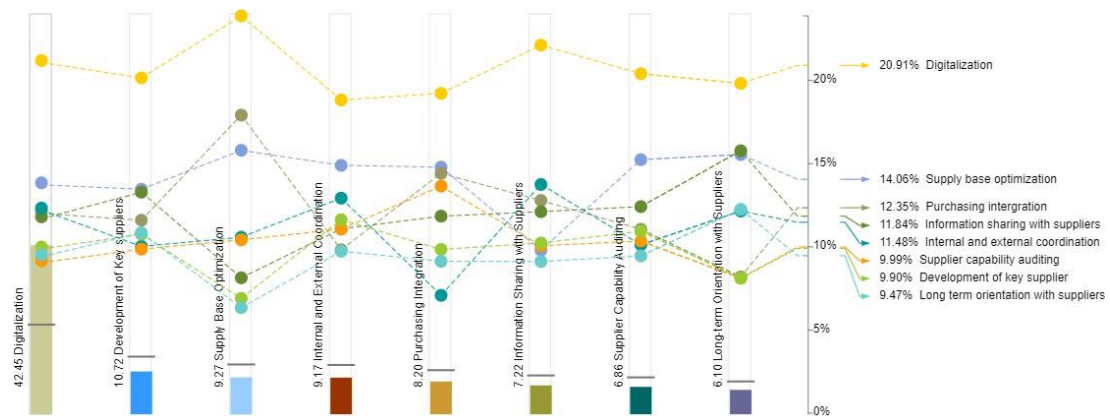 42.45 Digitalization
10.72 Development of Key suppliers
9.27 Supply Base Optimization
9.17 Internal and External Coordination
8.20 Purchasing Integration
7.22 Information Sharing with Suppliers
6.86 Supplier Capability Auditing
6.10 Long-term Orientation with Suppliers
20%
15%
10%
5%
0%
20.91% Digitalization
14.06% Supply base optimization
12.35% Purchasing intergration
11.84% Information sharing with suppliers
11.48% Internal and external coordination
9.99% Supplier capability auditing
9.90% Development of key supplier
9.47% Long term orientation with suppliers